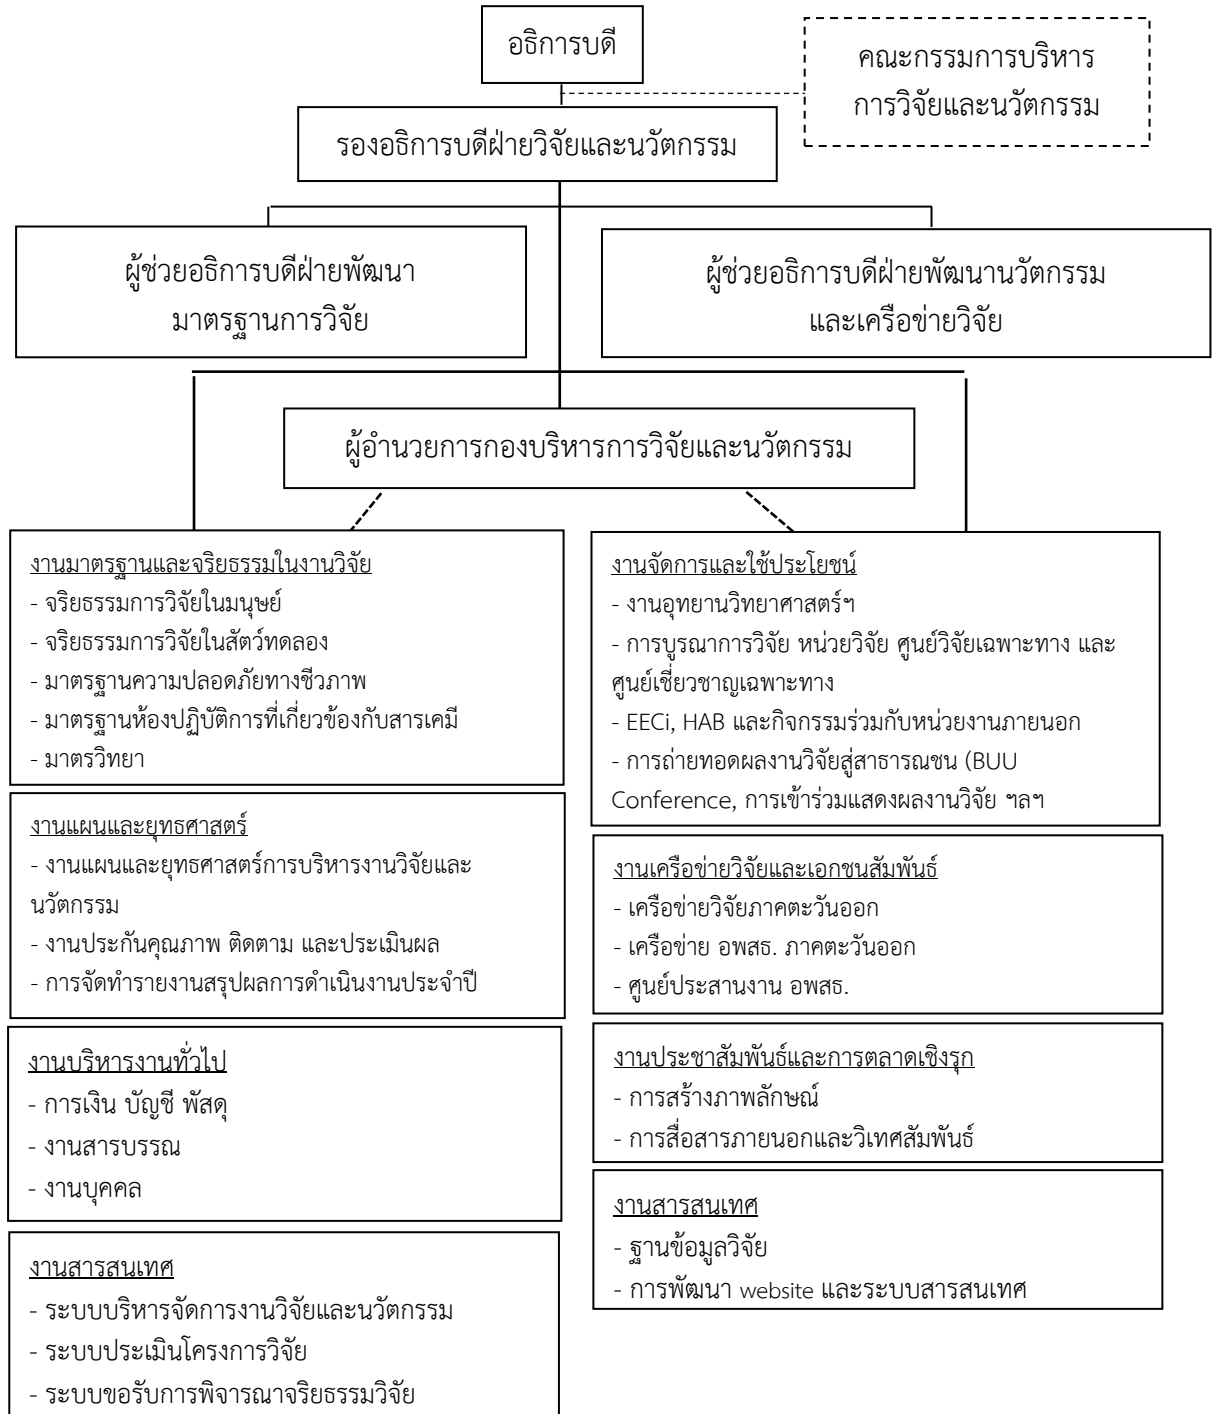 อธิการบดี
คณะกรรมการบริหาร
การวิจัยและนวัตกรรม
รองอธิการบดีฝ่ายวิจัยและนวัตกรรม
ผู้ช่วยอธิการบดีฝ่ายพัฒนา
มาตรฐานการวิจัย
ผู้ช่วยอธิการบดีฝ่ายพัฒนานวัตกรรม
และเครือข่ายวิจัย
ผู้อำนวยการกองบริหารการวิจัยและนวัตกรรม
งานมาตรฐานและจริยธรรมในงานวิจัย
- จริยธรรมการวิจัยในมนุษย์
- จริยธรรมการวิจัยในสัตว์ทดลอง
- มาตรฐานความปลอดภัยทางชีวภาพ
- มาตรฐานห้องปฏิบัติการที่เกี่ยวข้องกับสารเคมี
- มาตรวิทยา
งานแผนและยุทธศาสตร์
- งานแผนและยุทธศาสตร์การบริหารงานวิจัยและ
นวัตกรรม
- งานประกันคุณภาพ ติดตาม และประเมินผล
- การจัดทำรายงานสรุปผลการดำเนินงานประจำปี
งานบริหารงานทั่วไป
- การเงิน บัญชี พัสดุ
- งานสารบรรณ
- งานบุคคล
งานสารสนเทศ
- ระบบบริหารจัดการงานวิจัยและนวัตกรรม
- ระบบประเมินโครงการวิจัย
- ระบบขอรับการพิจารณาจริยธรรมวิจัย
งานจัดการและใช้ประโยชน์
- งานอุทยานวิทยาศาสตร์ฯ
- การบูรณาการวิจัย หน่วยวิจัย ศูนย์วิจัยเฉพาะทาง และ
ศูนย์เชี่ยวชาญเฉพาะทาง
- EECi, HAB และกิจกรรมร่วมกับหน่วยงานภายนอก
- การถ่ายทอดผลงานวิจัยสู่สาธารณชน (BUU
Conference, การเข้าร่วมแสดงผลงานวิจัย ฯลฯ
งานเครือข่ายวิจัยและเอกชนสัมพันธ์
- เครือข่ายวิจัยภาคตะวันออก
- เครือข่าย อพสธ. ภาคตะวันออก
- ศูนย์ประสานงาน อพสธ.
งานประชาสัมพันธ์และการตลาดเชิงรุก
- การสร้างภาพลักษณ์
- การสื่อสารภายนอกและวิเทศสัมพันธ์
งานสารสนเทศ
- ฐานข้อมูลวิจัย
- การพัฒนา website และระบบสารสนเทศ